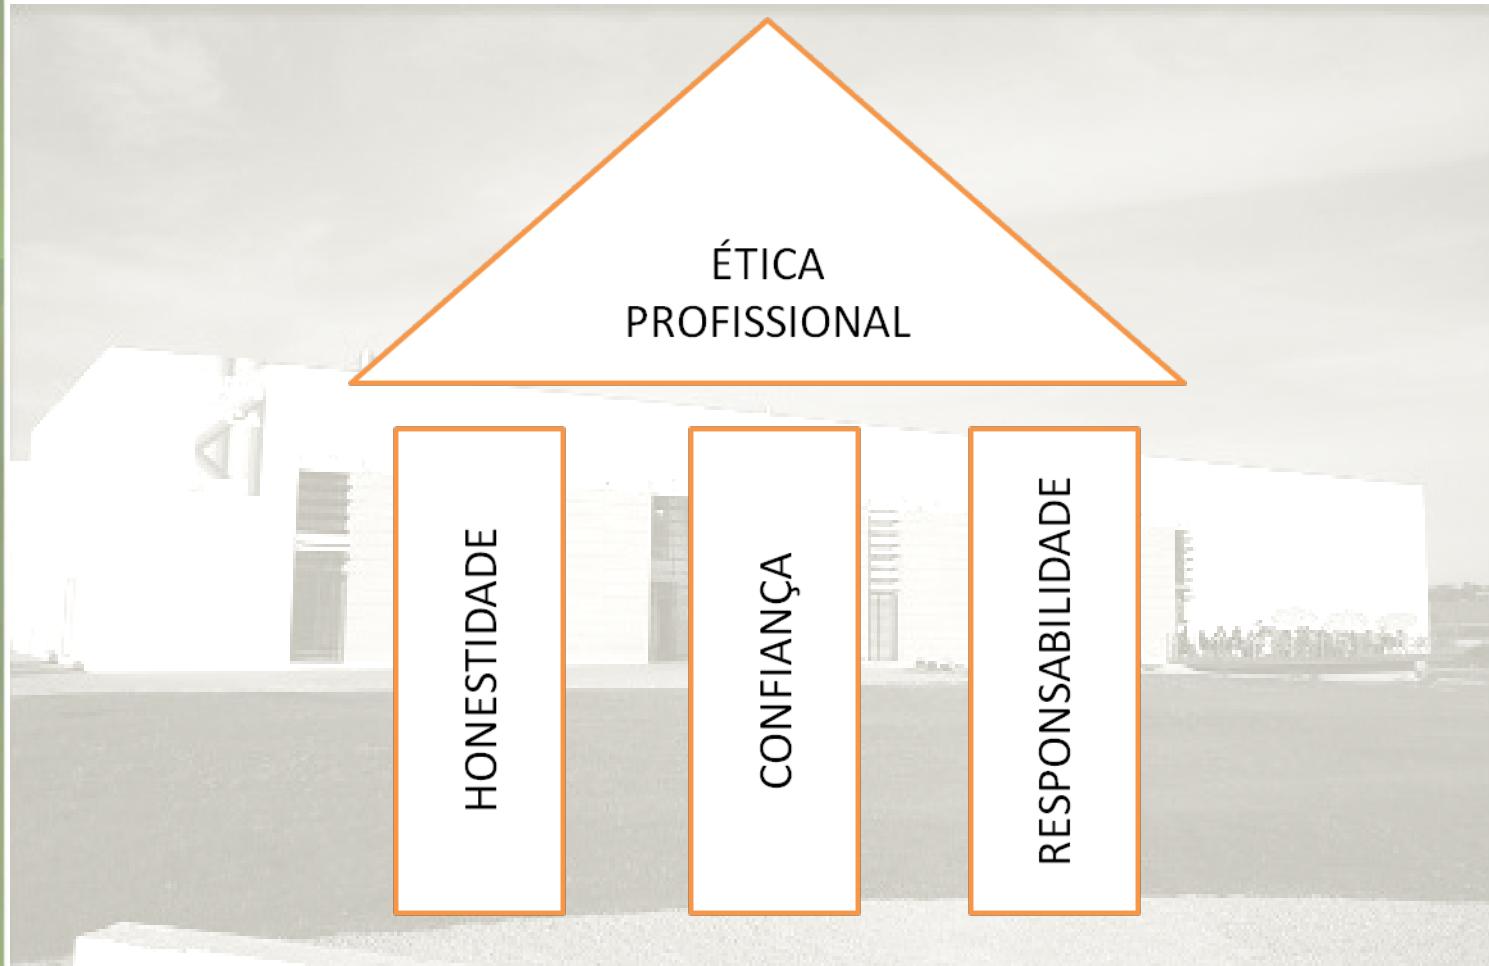 ÉTICA
PROFISSIONAL
HONESTIDADE
CONFIANÇA
RESPONSABILIDADE